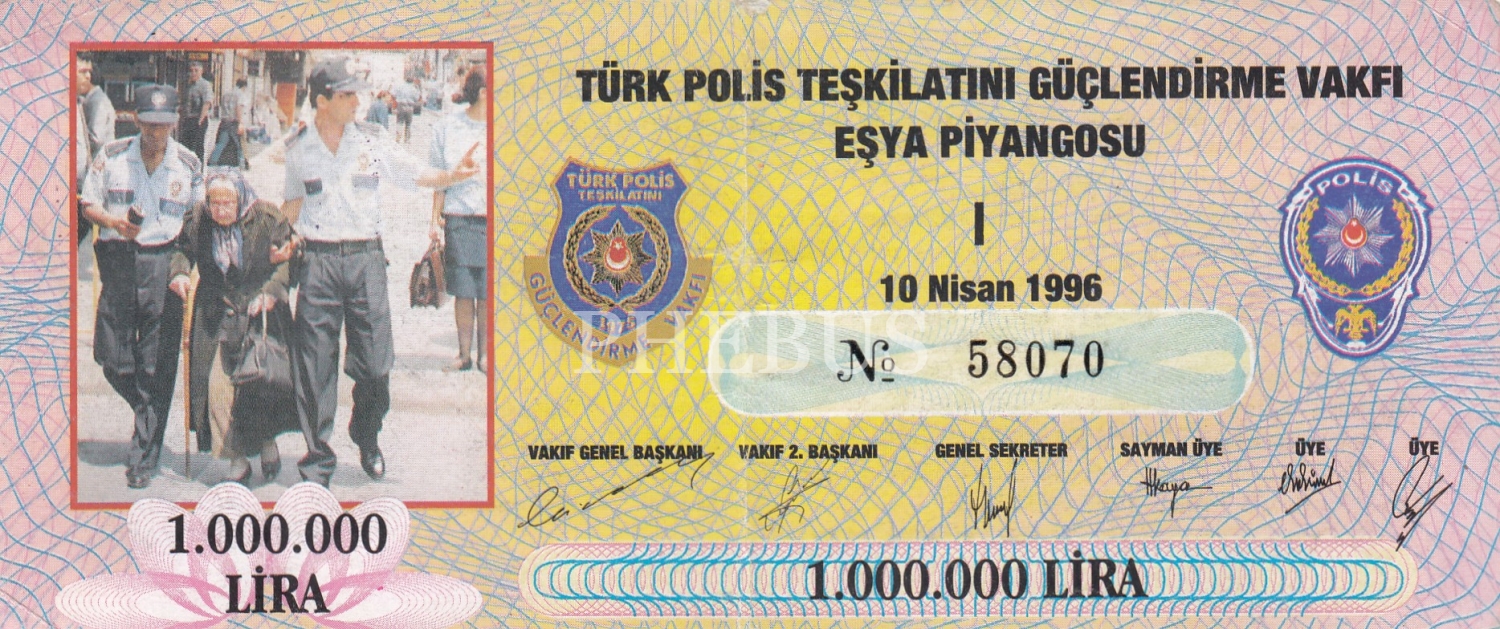 TÜRK POLİS TEŞKİLATINI GÜÇLENDİRME VAKFI
EŞYA PİYANGOSU
I
10 Nisan 1996
TÜRK POLİS
TEŞKİLATINI
GÜÇLENDİRME VAKFI
POLİS
PHEBUS
No 58070
VAKIF GENEL BAŞKANI VAKIF 2. BAŞKANI GENEL SEKRETER SAYMAN ÜYE ÜYE ÜYE
1.000.000
LİRA
1.000.000 LİRA